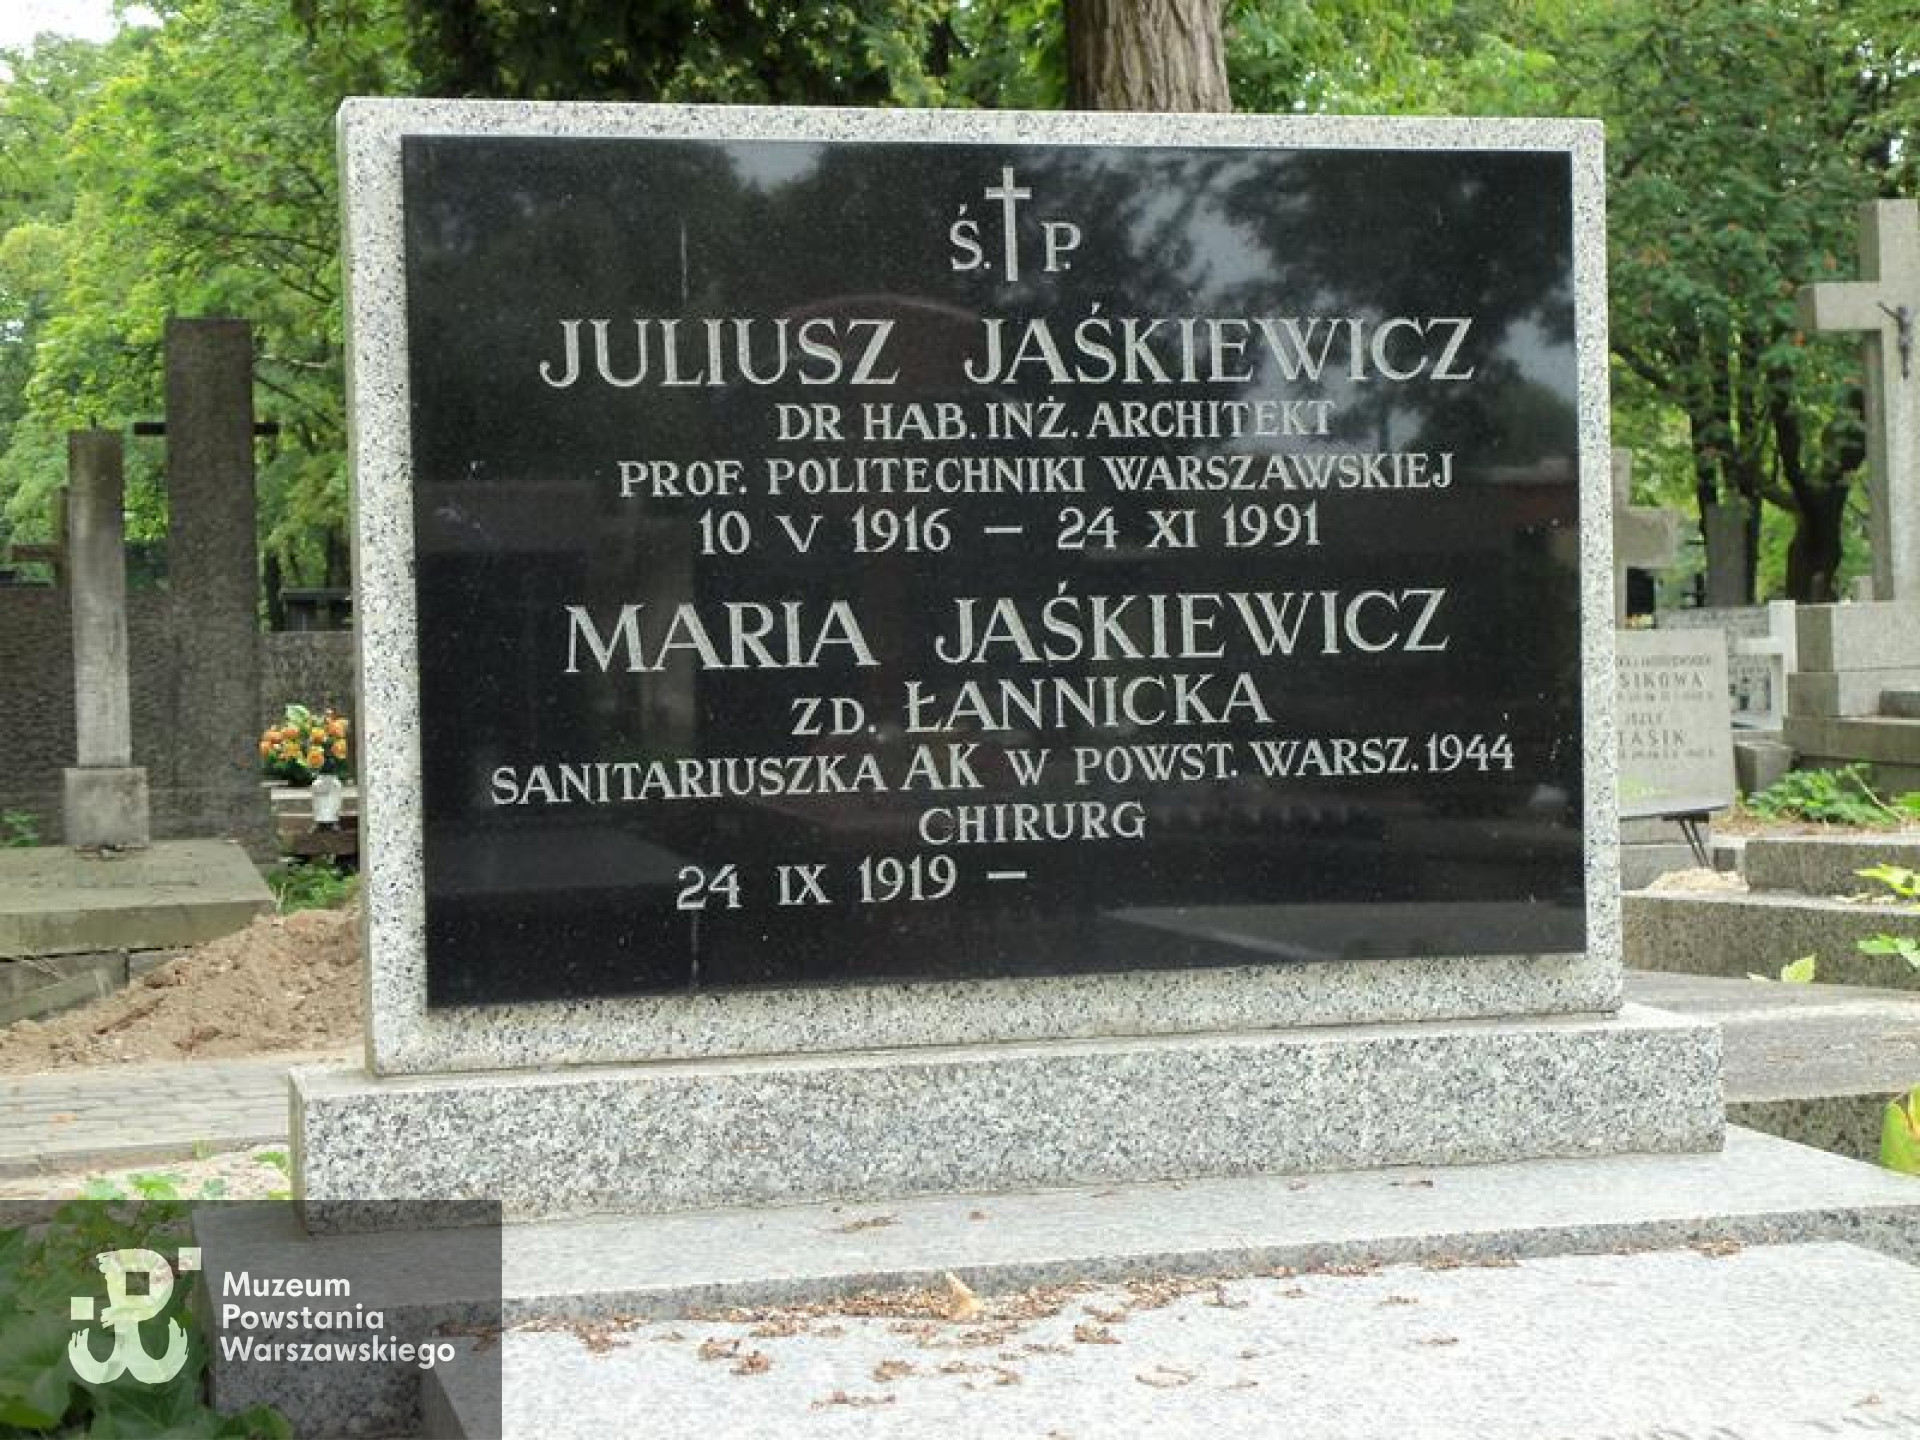 Ś. P.
JULIUSZ JAŚKIEWICZ
DR HAB. INŻ. ARCHITEKT
PROF. POLITECHNIKI WARSZAWSKIEJ
10 V 1916 – 24 XI 1991
MARIA JAŚKIEWICZ
ZD. ŁANNICKA
SANITARIUSZKA AK W POWST. WARSZ. 1944
CHIRURG
24 IX 1919 –
SIKOWA
Muzeum
Powstania
Warszawskiego